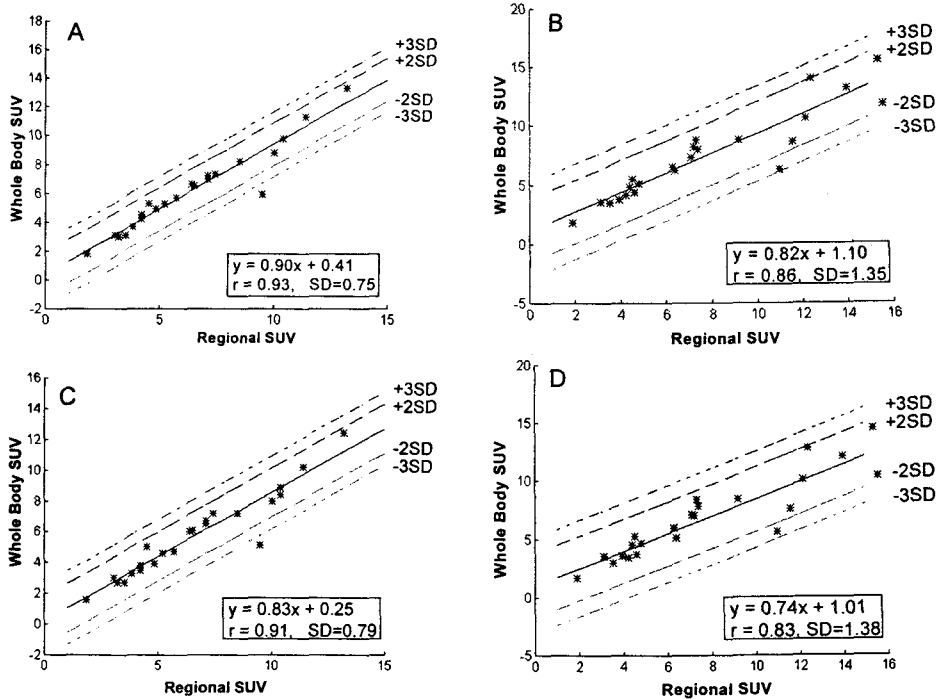 A
18
16
14
12
10
8
6
4
2
0
-2
Whole Body SUV
+3SD
+2SD
-2SD
-3SD
y = 0.90x + 0.41
r = 0.93, SD=0.75
0 5 10 15
Regional SUV
B
20
15
10
5
0
-5
Whole Body SUV
+3SD
+2SD
-2SD
-3SD
y = 0.82x + 1.10
r = 0.86, SD=1.35
0 2 4 6 8 10 12 14 16
Regional SUV
C
16
14
12
10
8
6
4
2
0
-2
Whole Body SUV
+3SD
+2SD
-2SD
-3SD
y = 0.83x + 0.25
r = 0.91, SD=0.79
0 5 10 15
Regional SUV
D
20
15
10
5
0
-5
Whole Body SUV
+3SD
+2SD
-2SD
-3SD
y = 0.74x + 1.01
r = 0.83, SD=1.38
0 2 4 6 8 10 12 14 16
Regional SUV